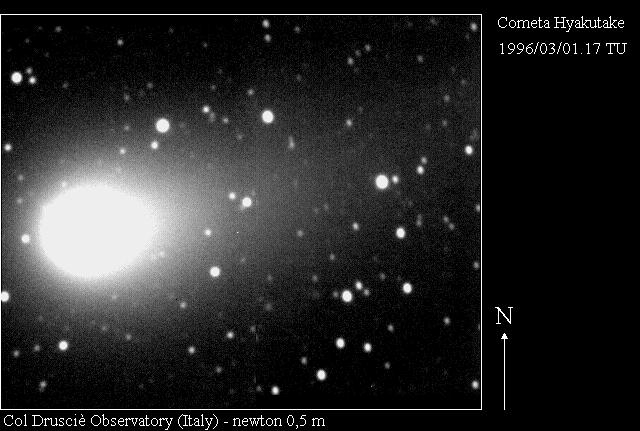 Cometa Hyakutake
1996/03/01.17 TU
N
Col Drusciè Observatory (Italy) - newton 0,5 m